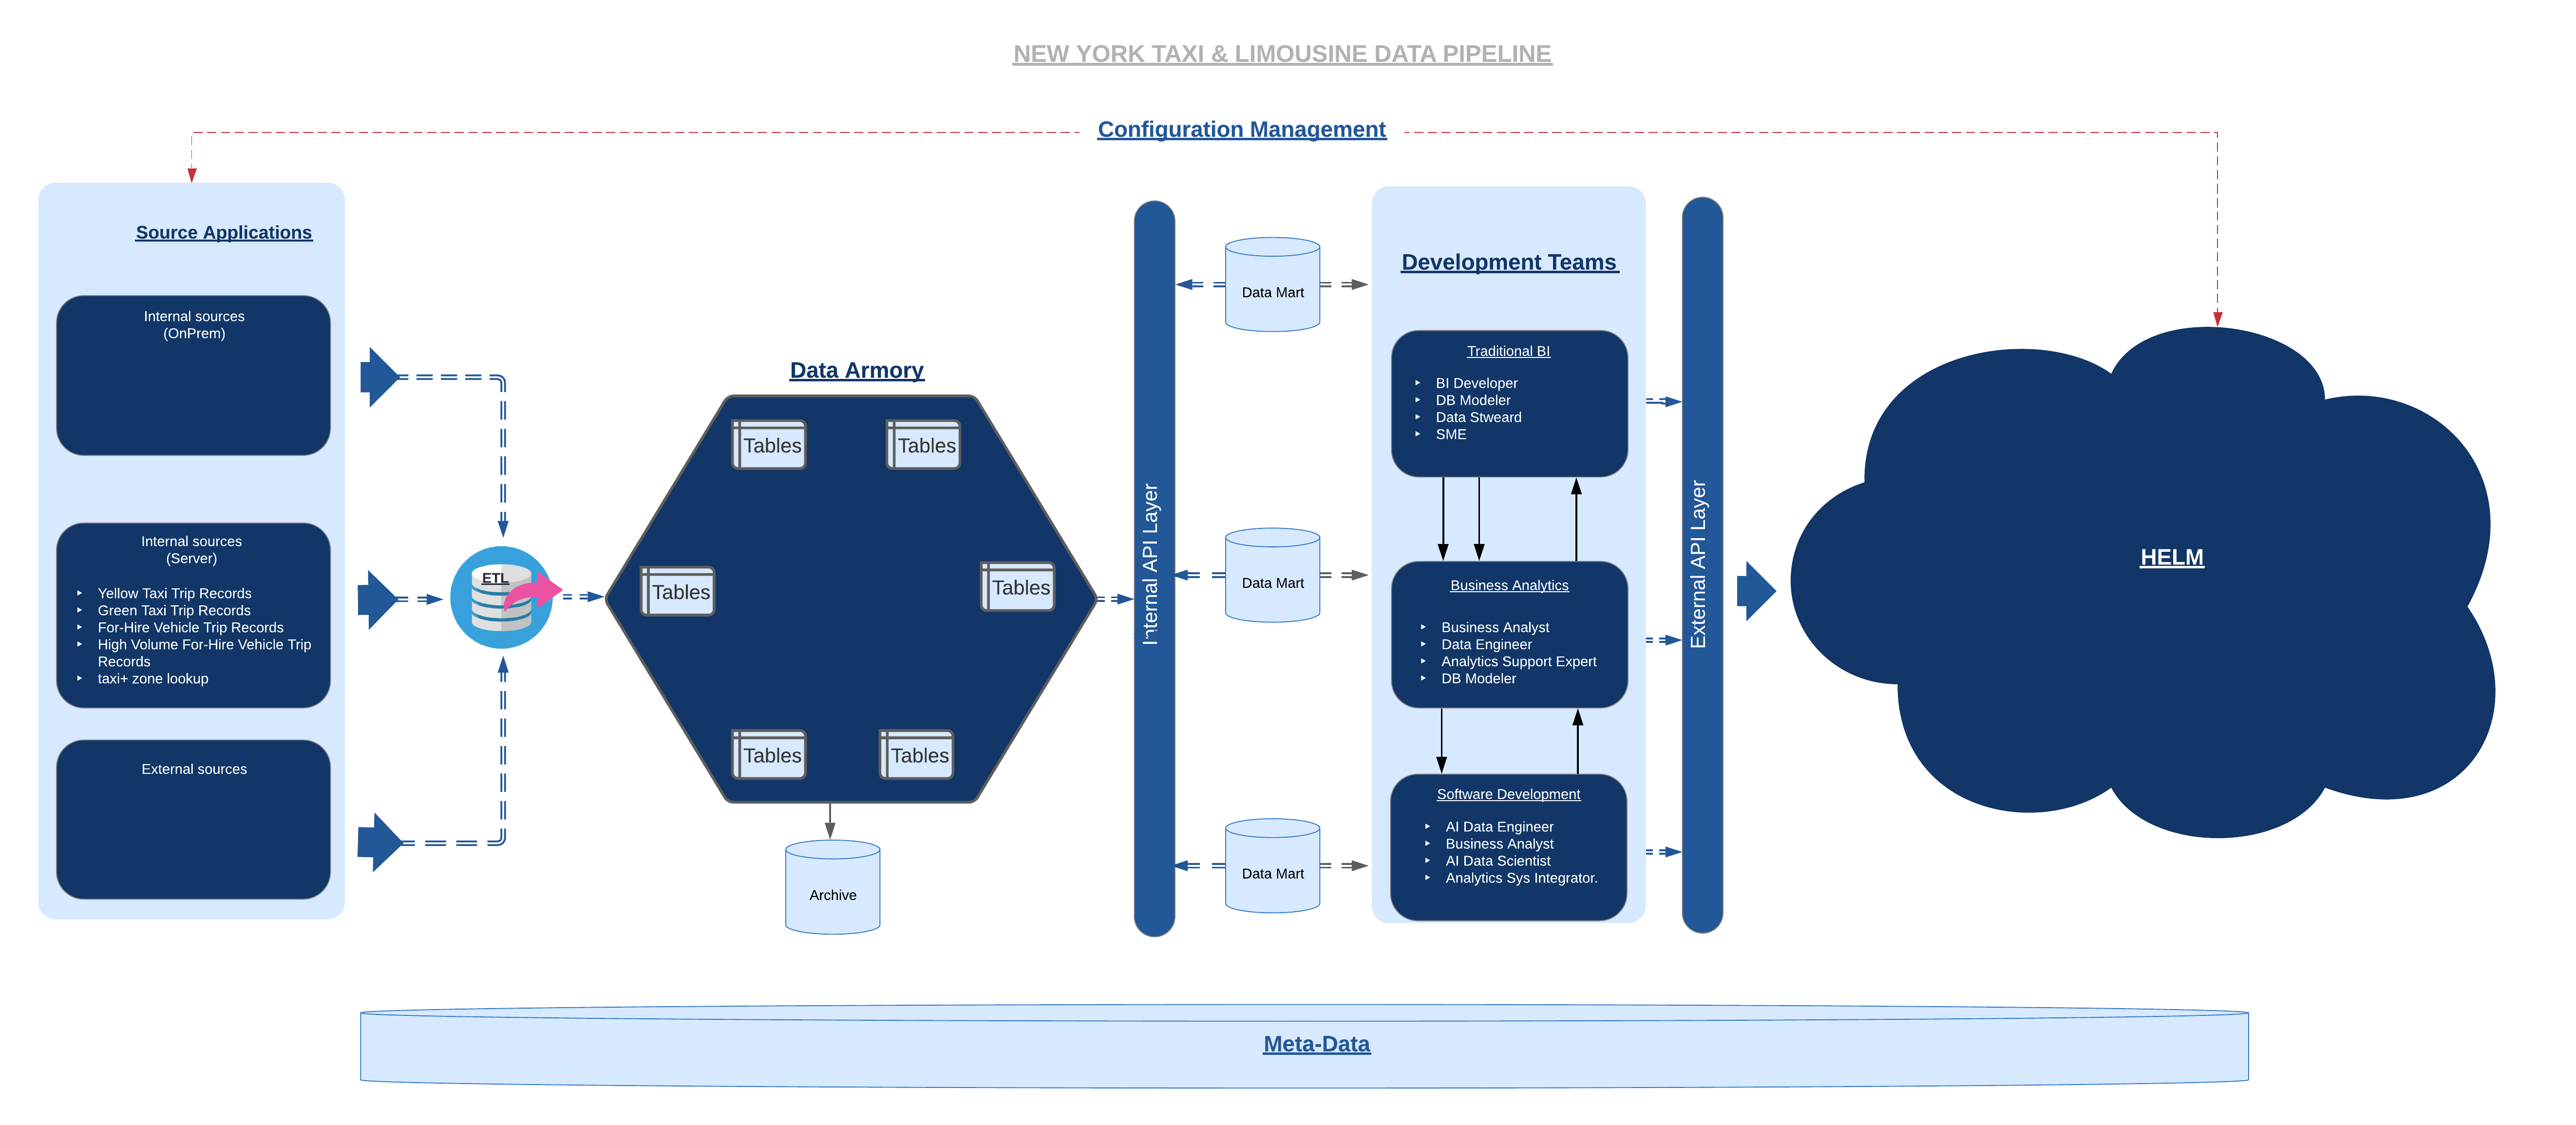 NEW YORK TAXI & LIMOUSINE DATA PIPELINE
Configuration Management
Source Applications
Internal sources
(OnPrem)
Internal sources
(Server)
Yellow Taxi Trip Records
Green Taxi Trip Records
For-Hire Vehicle Trip Records
High Volume For-Hire Vehicle Trip
Records
taxi+ zone lookup
External sources
ETL
Data Armory
Tables
Tables
Tables
Tables
Tables
Tables
Archive
Internal API Layer
Data Mart
Data Mart
Data Mart
Development Teams
Traditional BI
BI Developer
DB Modeler
Data Stweard
SME
Business Analytics
Business Analyst
Data Engineer
Analytics Support Expert
DB Modeler
Software Development
AI Data Engineer
Business Analyst
AI Data Scientist
Analytics Sys Integrator.
External API Layer
HELM
Meta-Data